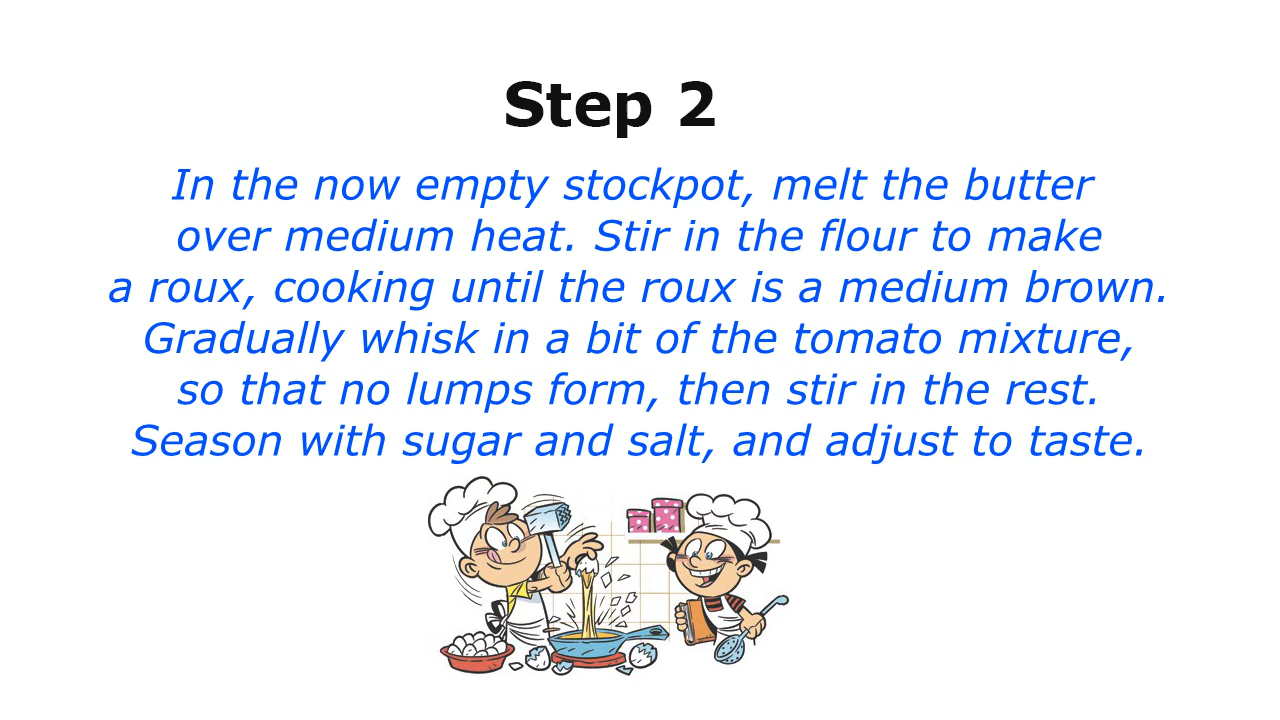 Step 2
In the now empty stockpot, melt the butter
over medium heat. Stir in the flour to make
a roux, cooking until the roux is a medium brown.
Gradually whisk in a bit of the tomato mixture,
so that no lumps form, then stir in the rest.
Season with sugar and salt, and adjust to taste.